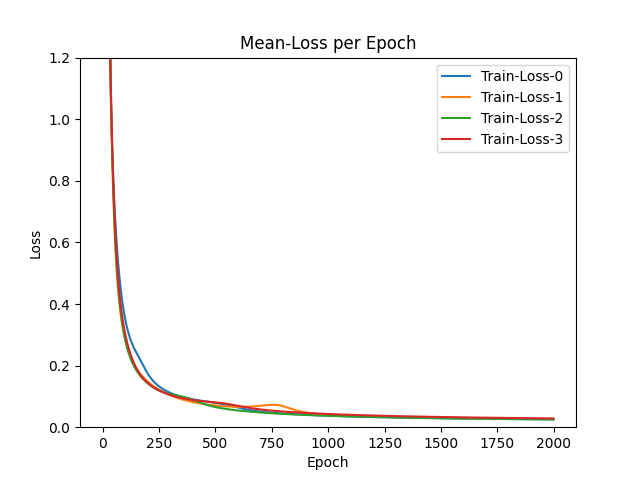 Mean-Loss per Epoch
1.2
1.0
0.8
0.6
0.4
0.2
0.0
Loss
Train-Loss-0
Train-Loss-1
Train-Loss-2
Train-Loss-3
0 250 500 750 1000 1250 1500 1750 2000
Epoch